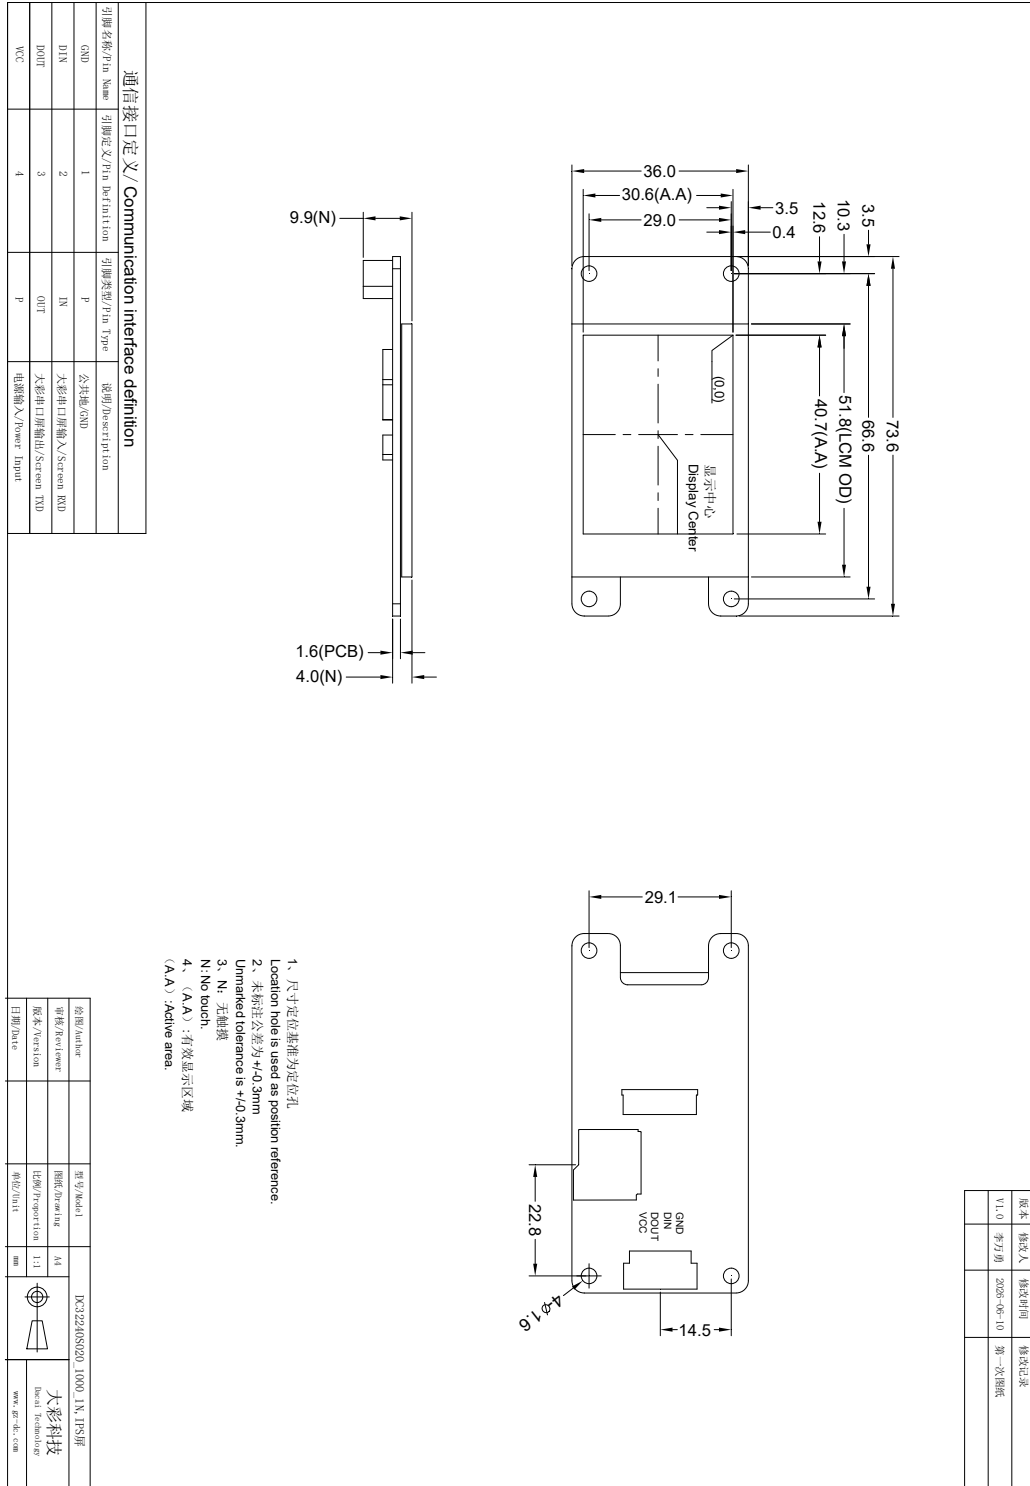 版本 修改人 修改时间 修改记录
V1.0 李万勇 2026-06-10 第一次图纸
73.6
66.6
51.8(LCM OD)
40.7(A.A)
3.5
10.3
12.6
36.0
30.6(A.A)
29.0
3.5
0.4
(0,0)
显示中心
Display Center
9.9(N)
1.6(PCB)
4.0(N)
29.1
22.8
14.5
4-φ1.6
GND
DIN
DOUT
VCC
1、尺寸定位基准为定位孔
Location hole is used as position reference.
2、未标注公差为+/-0.3mm
Unmarked tolerance is +/-0.3mm.
3、N: 无触摸
N: No touch.
4、（A.A）:有效显示区域
（A.A）:Active area.
通信接口定义/ Communication interface definition
引脚名称/Pin Name 引脚定义/Pin Definition 引脚类型/Pin Type 说明/Description
GND 1 P 公共地/GND
DIN 2 IN 大彩串口屏输入/Screen RXD
DOUT 3 OUT 大彩串口屏输出/Screen TXD
VCC 4 P 电源输入/Power Input
绘图/Author 型号/Model DC32240S020_1000_1N, IPS屏
审核/Reviewer 图纸/Drawing A4
版本/Version 比例/Proportion 1:1
日期/Date 单位/Unit mm
大彩科技
Dacai Technology
www.gz-dc.com